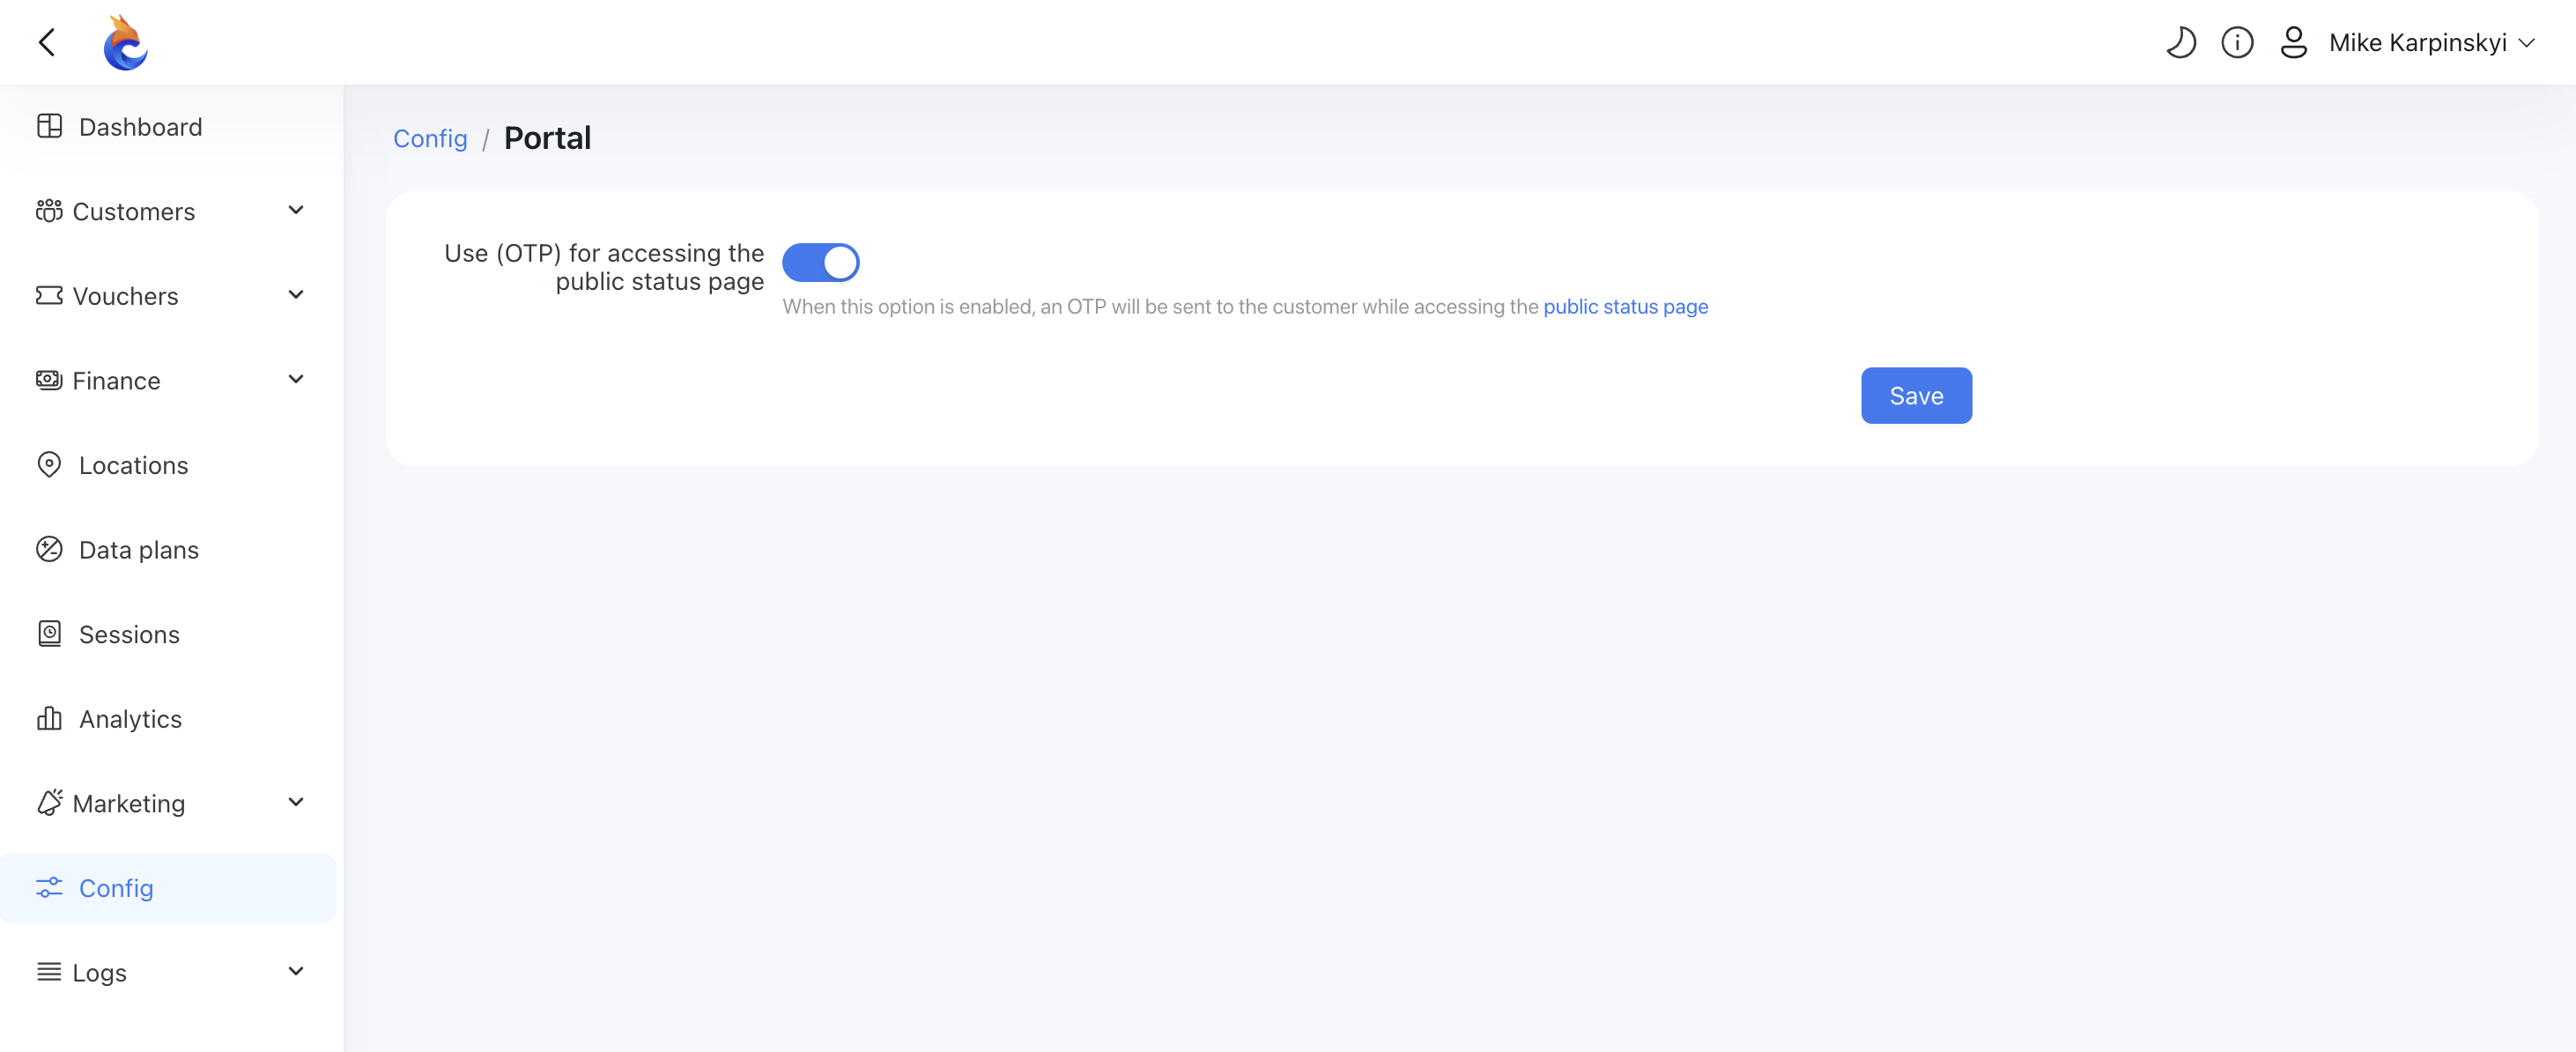 Mike Karpinskyi
Dashboard
Customers
Vouchers
Finance
Locations
Data plans
Sessions
Analytics
Marketing
Config
Logs
Config / Portal
Use (OTP) for accessing the
public status page
When this option is enabled, an OTP will be sent to the customer while accessing the public status page
Save